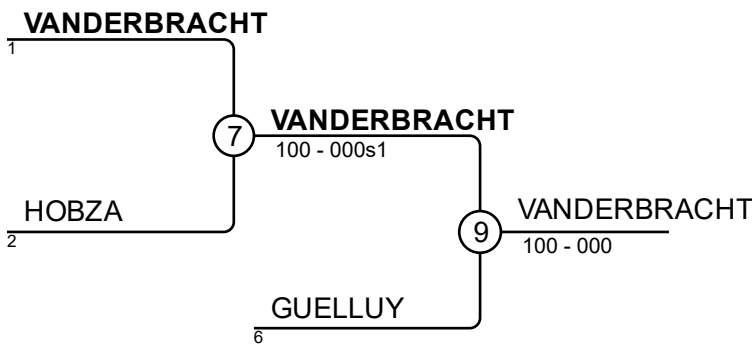 VANDERBRACHT
1
7
VANDERBRACHT
100 - 000s1
HOBZA
2
9
VANDERBRACHT
100 - 000
GUELLUY
6